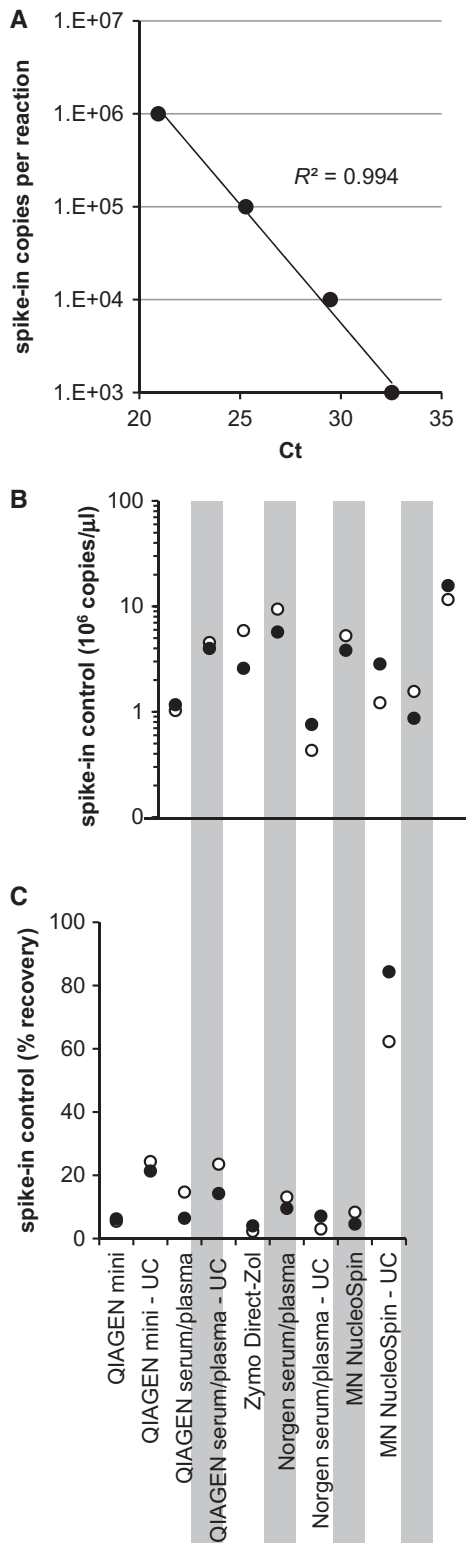 A
spike-in copies per reaction
1.E+07
1.E+06
1.E+05
1.E+04
1.E+03
R² = 0.994
20
25
30
35
Ct
B
spike-in control (10⁶ copies/µl)
100
10
1
0
C
spike-in control (% recovery)
100
80
60
40
20
0
QIAGEN mini
QIAGEN mini - UC
QIAGEN serum/plasma
QIAGEN serum/plasma - UC
Zymo Direct-Zol
Norgen serum/plasma
Norgen serum/plasma - UC
MN NucleoSpin
MN NucleoSpin - UC